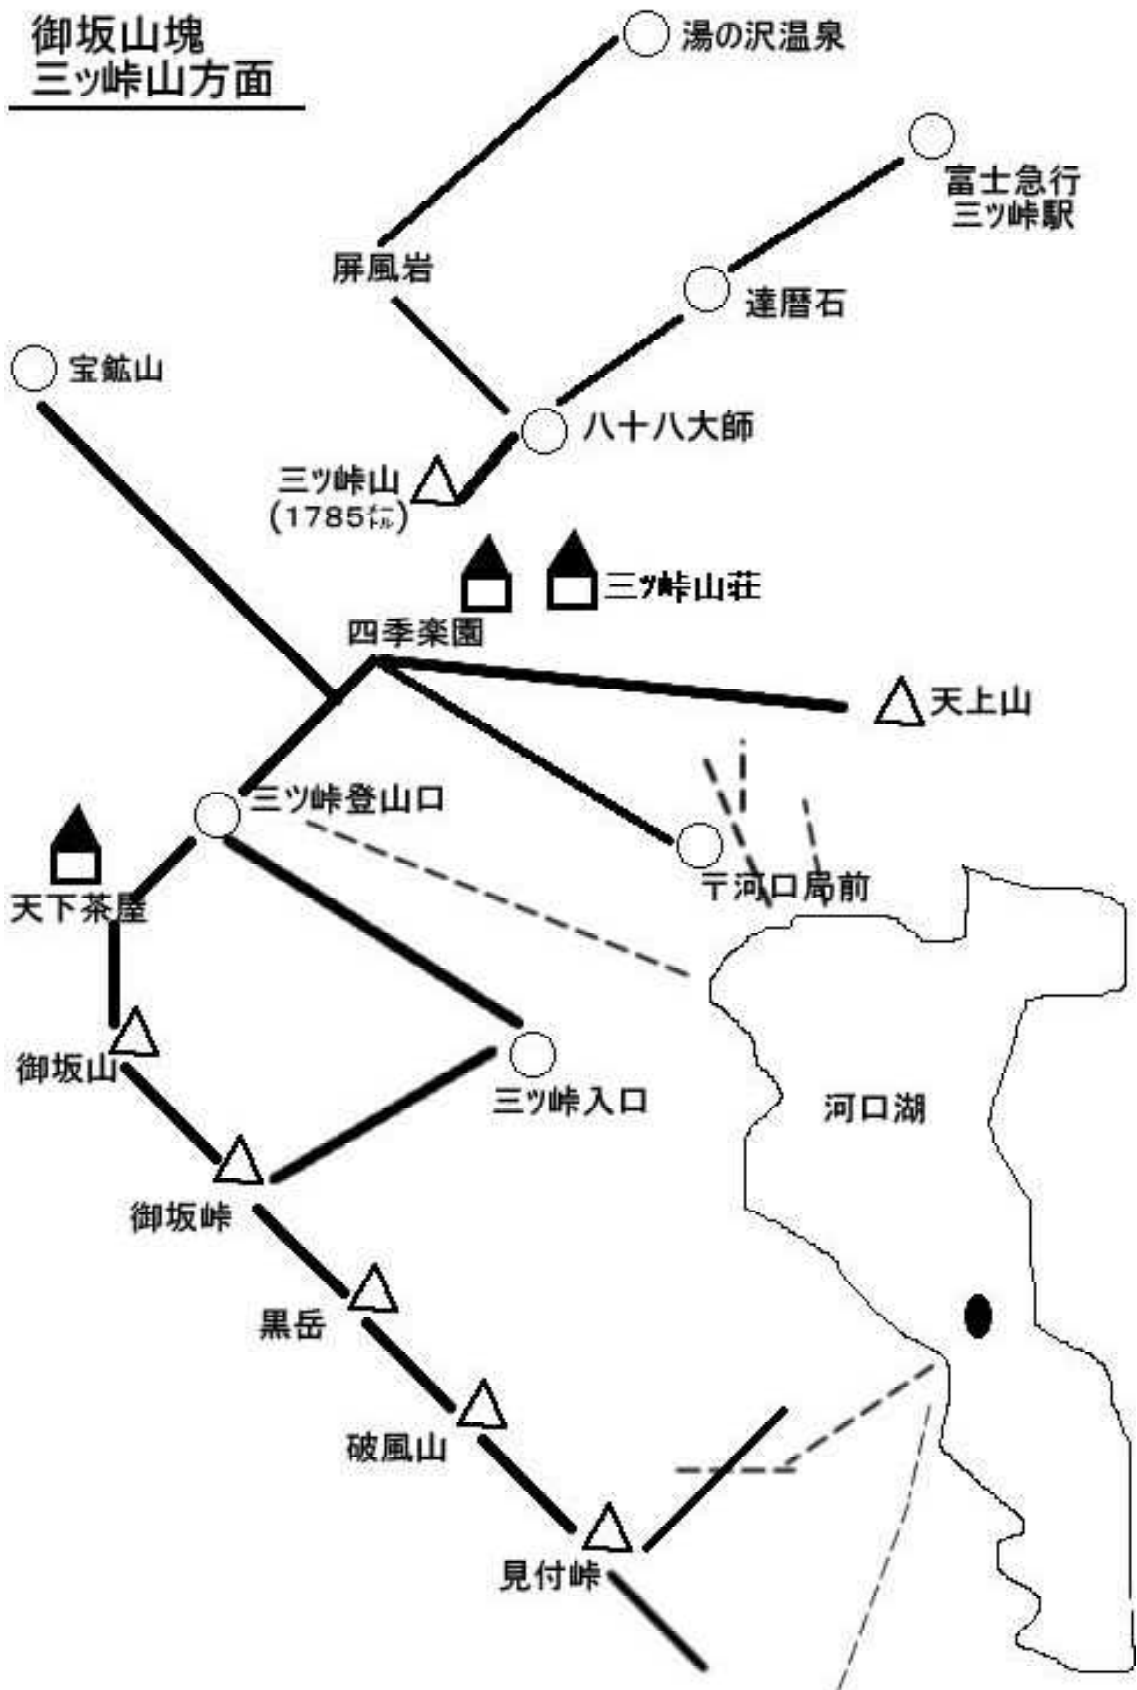 御坂山塊
三ッ峠山方面
湯の沢温泉
富士急行
三ツ峠駅
屏風岩
達暦石
宝鉱山
八十八大師
三ツ峠山
(1785㍍)
三ツ峠山荘
四季楽園
天上山
三ツ峠登山口
〒河口局前
天下茶屋
御坂山
三ッ峠入口
河口湖
御坂峠
黒岳
破風山
見付峠